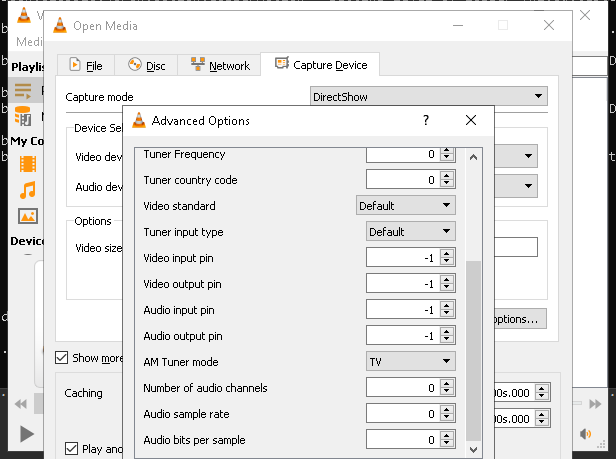 V
Open Media
Medi
File
Disc
Network
Capture Device
Playlis
P
Capture mode
DirectShow
Advanced Options
?
Device Sel
My Co
Video dev
Audio dev
Options
Device
Video size
Tuner Frequency
0
Tuner country code
0
Video standard
Default
Tuner input type
Default
Video input pin
-1
Video output pin
-1
Audio input pin
-1
Audio output pin
-1
options...
AM Tuner mode
TV
Show more
Number of audio channels
0
Caching
00s.000
Audio sample rate
0
00s.000
Audio bits per sample
0
Play and